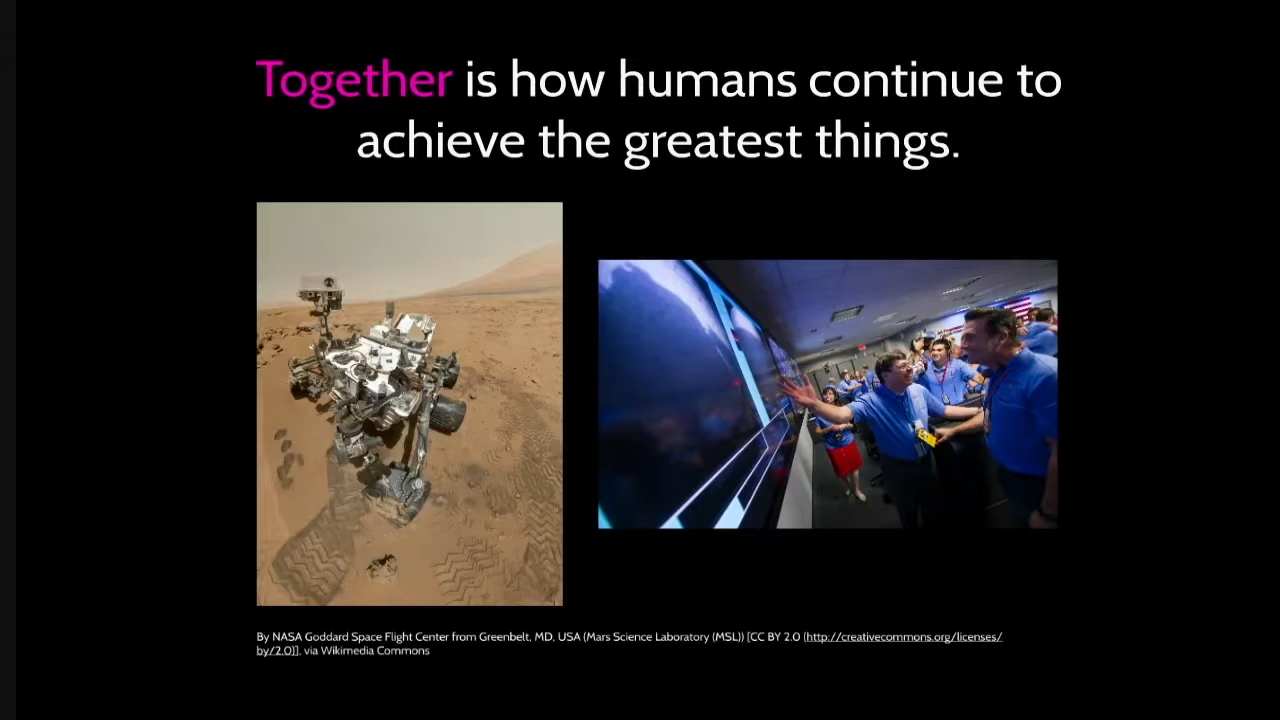 Together is how humans continue to
achieve the greatest things.
By NASA Goddard Space Flight Center from Greenbelt, MD, USA (Mars Science Laboratory (MSL)) [CC BY 2.0 (http://creativecommons.org/licenses/
by/2.0)], via Wikimedia Commons